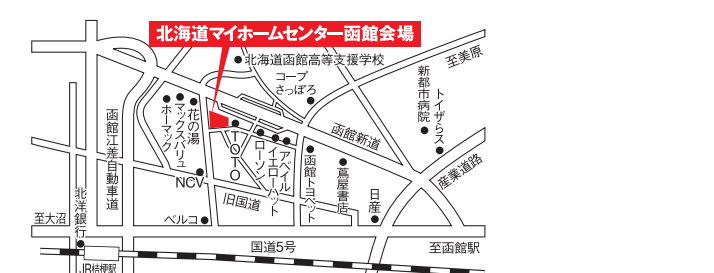 北海道マイホームセンター函館会場
北海道函館高等支援学校
コープ
さっぽろ
至美原
新都市病院
トイザらス
函館新道
産業道路
ホーマック
マックスバリュ
花の湯
TOTO
ローソン
イエローハット
アベイル
函館トヨペット
蔦屋書店
日産
函館江差自動車道
NCV
旧国道
ベルコ
北洋銀行
至大沼
国道5号
至函館駅
JR桔梗駅